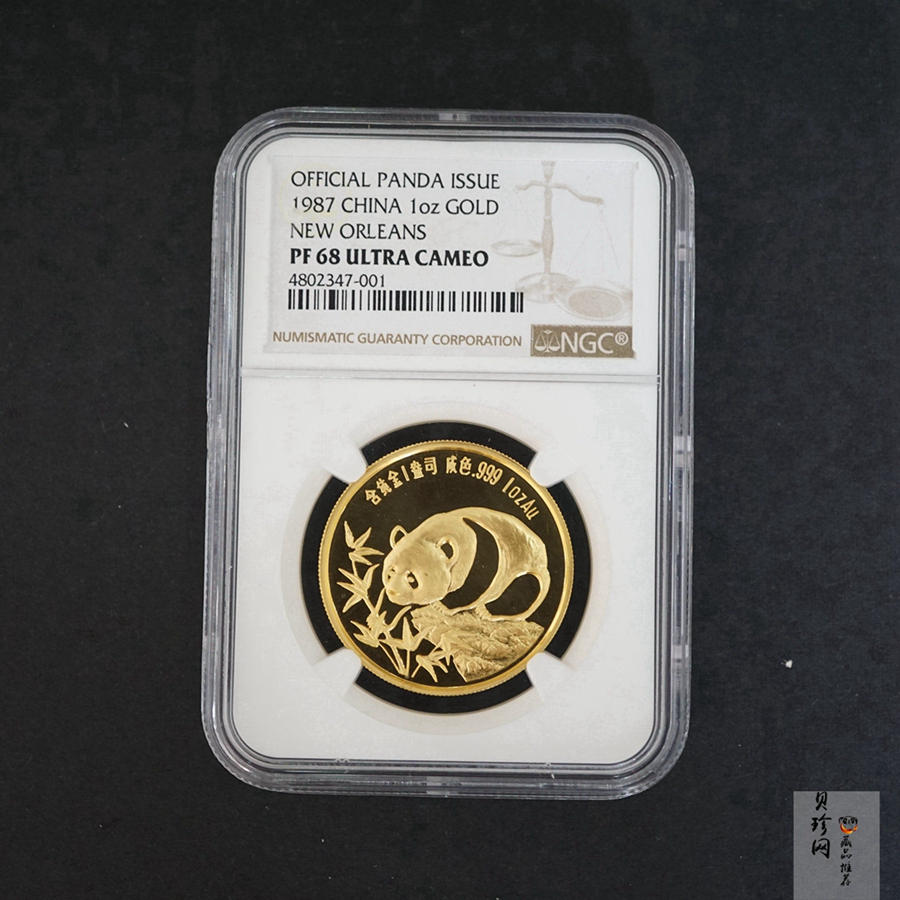 OFFICIAL PANDA ISSUE
1987 CHINA 1oz GOLD
NEW ORLEANS
PF 68 ULTRA CAMEO
4802347-001
NUMISMATIC GUARANTY CORPORATION
NGC®
含纯金1盎司 成色.999 1ozAu
贝珍网
藏品推荐